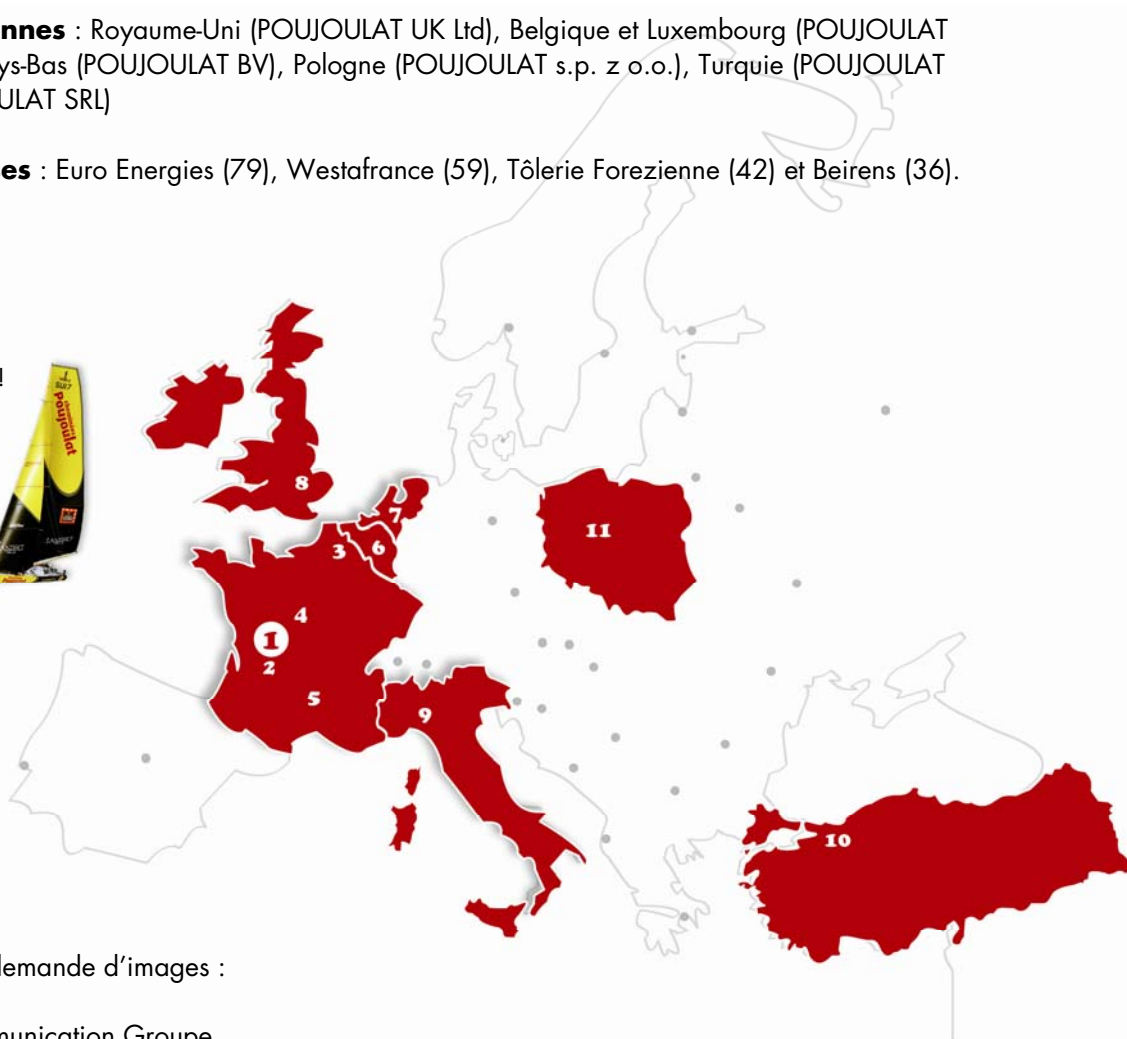 nnes : Royaume-Uni (POUJOULAT UK Ltd), Belgique et Luxembourg (POUJOULAT
ys-Bas (POUJOULAT BV), Pologne (POUJOULAT s.p. z o.o.), Turquie (POUJOULAT
ULAT SRL)
es : Euro Energies (79), Westafrance (59), Tôlerie Forezienne (42) et Beirens (36).
!
SUI 7
Poujoulat
8
7
3
6
11
4
1
2
5
9
10
demande d'images :
munication Groupe